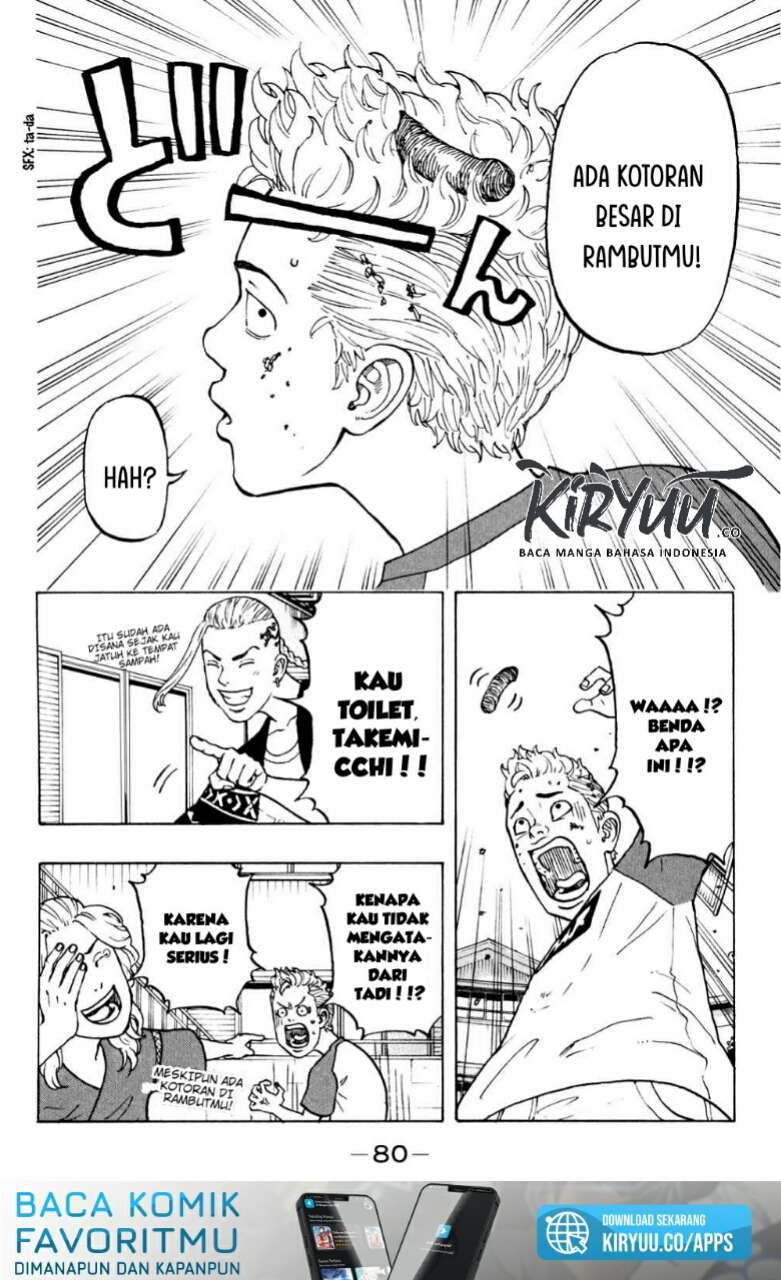 SFX: ta-da
どーん
ADA KOTORAN
BESAR DI
RAMBUTMU!
HAH?
KIRYUU.CO
BACA MANGA BAHASA INDONESIA
WAAAA!?
BENDA
APA
INI!!?
ITU SUDAH ADA
DISANA SEJAK KAU
JATUH KE TEMPAT
SAMPAH!
KAU
TOILET,
TAKEMI-
CCHI!!
KENAPA
KAU TIDAK
MENGATA-
KANNYA
DARI
TADI!!?
KARENA
KAU LAGI
SERIUS!
MESKIPUN ADA
KOTORAN DI
RAMBUTMU!
—80—
BACA KOMIK
FAVORITMU
DIMANAPUN DAN KAPANPUN
DOWNLOAD SEKARANG
KIRYUU.CO/APPS